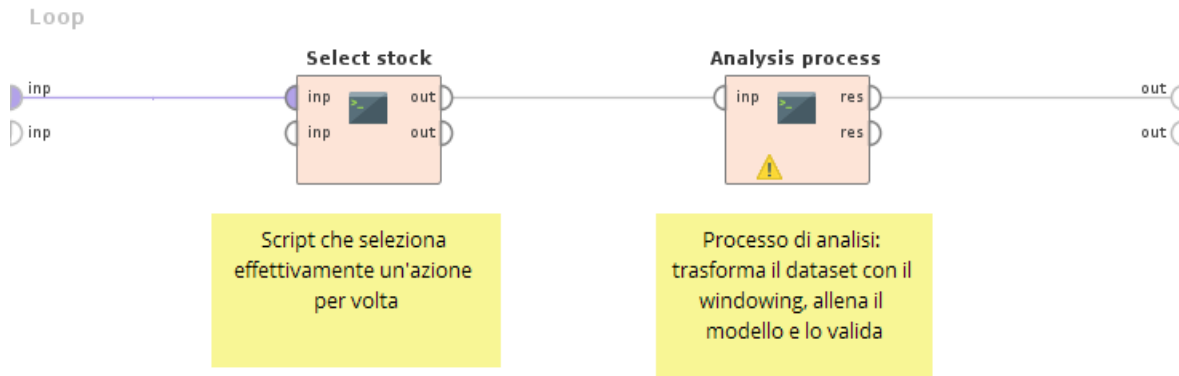 Loop
Select stock
Analysis process
inp
inp
out
inp
res
out
inp
inp
out
res
out
Script che seleziona
effettivamente un'azione
per volta
Processo di analisi:
trasforma il dataset con il
windowing, allena il
modello e lo valida